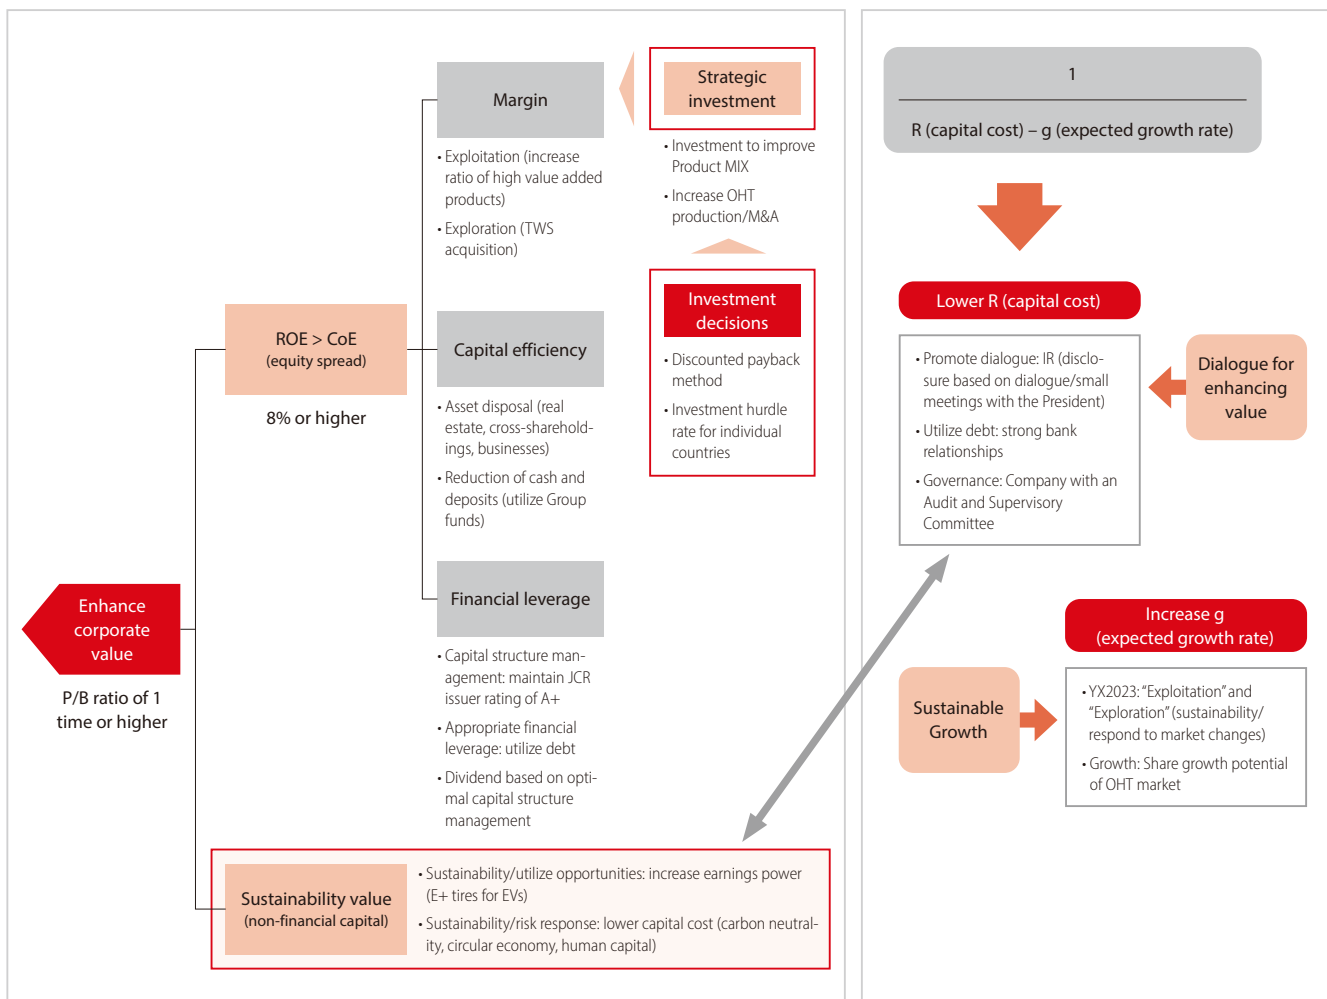 Enhance
corporate
value
P/B ratio of 1
time or higher
ROE > CoE
(equity spread)
8% or higher
Margin
• Exploitation (increase
ratio of high value added
products)
• Exploration (TWS
acquisition)
Strategic
investment
• Investment to improve
Product MIX
• Increase OHT
production/M&A
Investment
decisions
• Discounted payback
method
• Investment hurdle
rate for individual
countries
Capital efficiency
• Asset disposal (real
estate, cross-sharehold-
ings, businesses)
• Reduction of cash and
deposits (utilize Group
funds)
Financial leverage
• Capital structure man-
agement: maintain JCR
issuer rating of A+
• Appropriate financial
leverage: utilize debt
• Dividend based on opti-
mal capital structure
management
Sustainability value
(non-financial capital)
• Sustainability/utilize opportunities: increase earnings power
(E+ tires for EVs)
• Sustainability/risk response: lower capital cost (carbon neutral-
ity, circular economy, human capital)
1
R (capital cost) – g (expected growth rate)
Lower R (capital cost)
• Promote dialogue: IR (disclo-
sure based on dialogue/small
meetings with the President)
• Utilize debt: strong bank
relationships
• Governance: Company with an
Audit and Supervisory
Committee
Dialogue for
enhancing
value
Increase g
(expected growth rate)
Sustainable
Growth
• YX2023: “Exploitation” and
“Exploration” (sustainability/
respond to market changes)
• Growth: Share growth potential
of OHT market